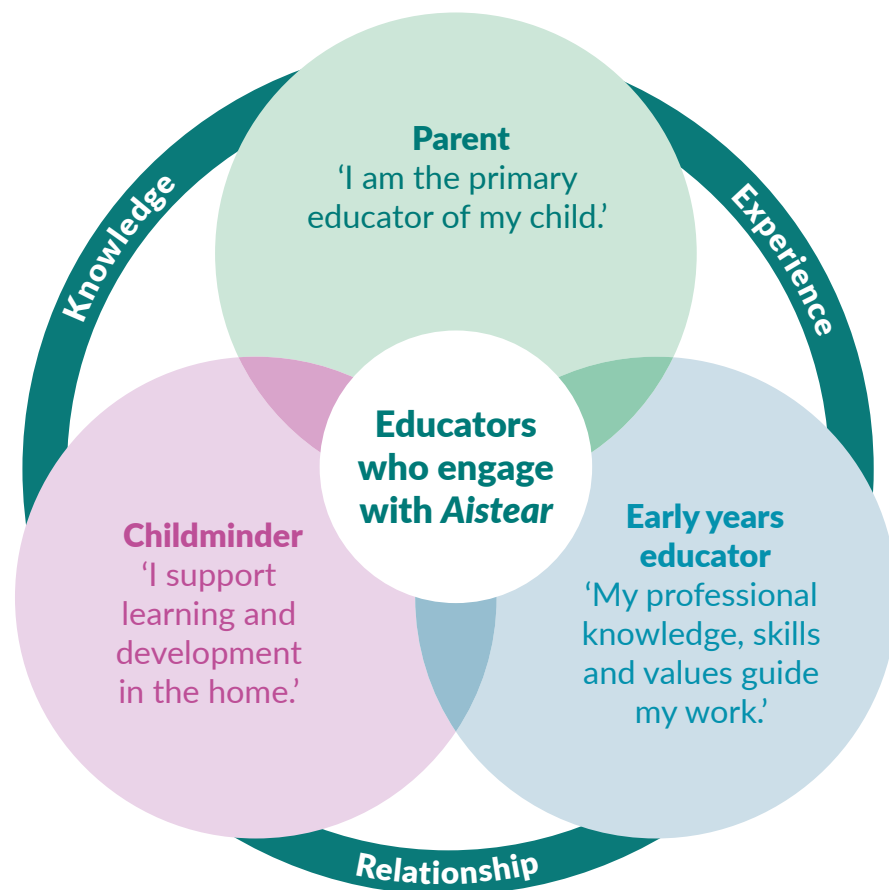 Parent
‘I am the primary
educator of my child.’
Knowledge
Experience
Educators
who engage
with Aistear
Childminder
‘I support
learning and
development
in the home.’
Early years
educator
‘My professional
knowledge, skills
and values guide
my work.’
Relationship